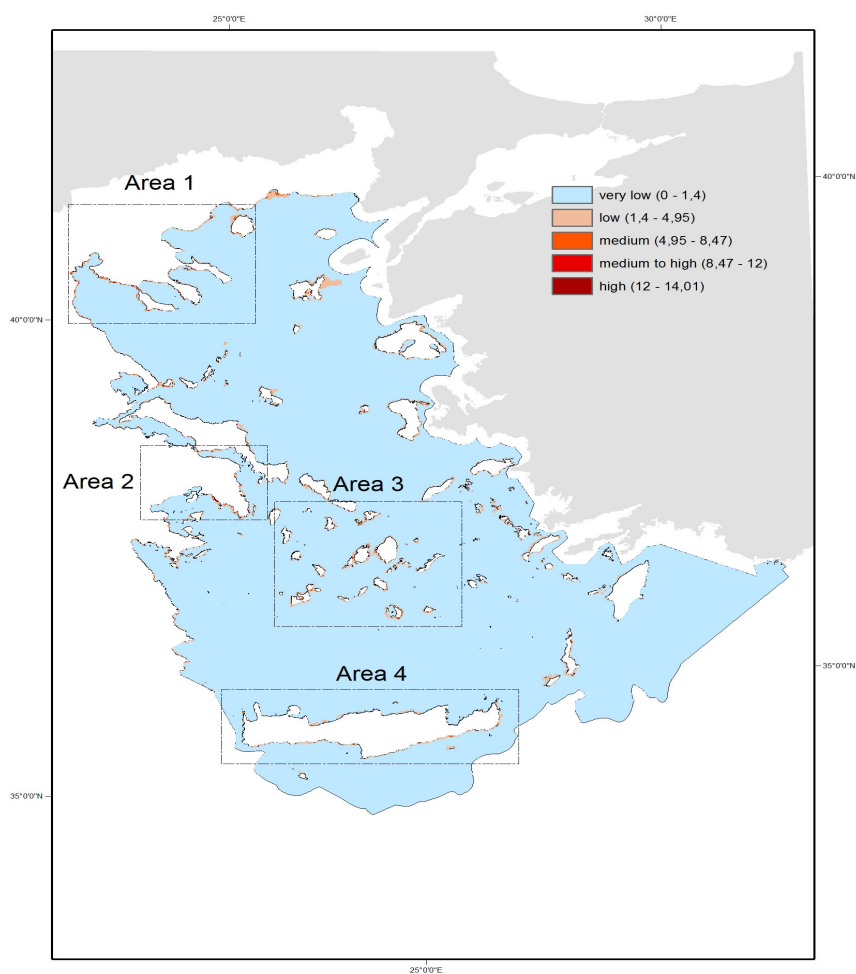 25°0'0"E
30°0'0"E
40°0'0"N
Area 1
very low (0 - 1,4)
low (1,4 - 4,95)
medium (4,95 - 8,47)
medium to high (8,47 - 12)
high (12 - 14,01)
40°0'0"N
Area 2
Area 3
35°0'0"N
Area 4
35°0'0"N
25°0'0"E